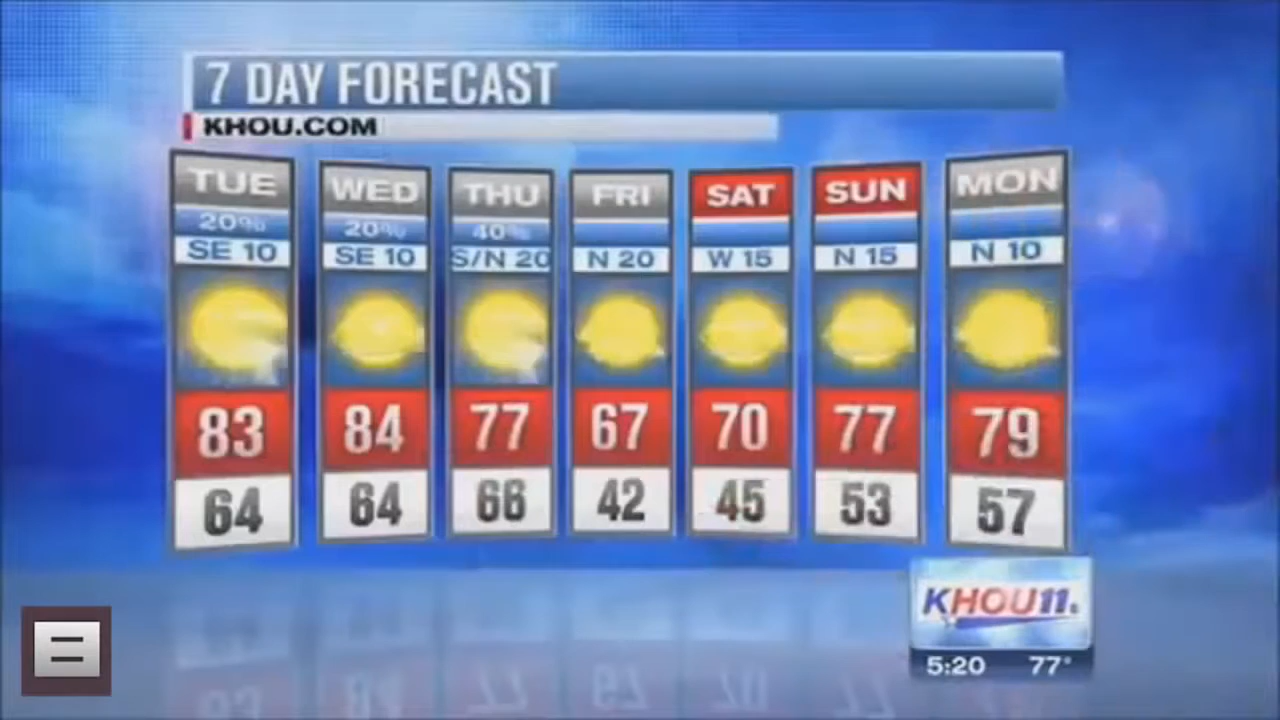 7 DAY FORECAST
KHOU.COM
TUE WED THU FRI SAT SUN MON
20% 20% 40%
SE 10 SE 10 S/N 20 N 20 W 15 N 15 N 10
83 84 77 67 70 77 79
64 64 66 42 45 53 57
KHOU11
5:20 77°